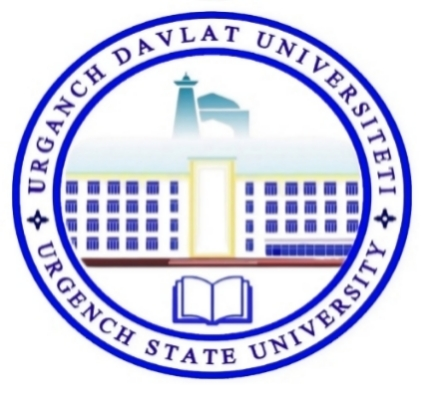 URGANCH DAVLAT UNIVERSITETI
URGENCH STATE UNIVERSITY